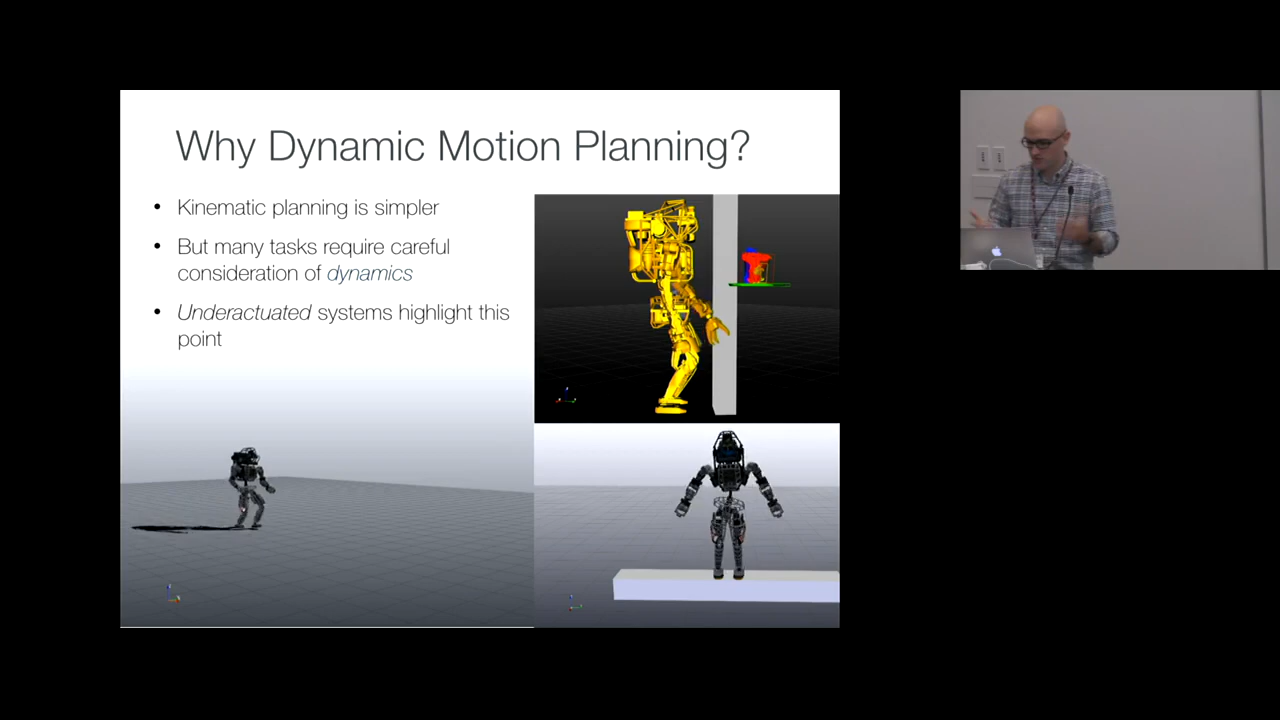 Why Dynamic Motion Planning?
• Kinematic planning is simpler
• But many tasks require careful
consideration of dynamics
• Underactuated systems highlight this
point